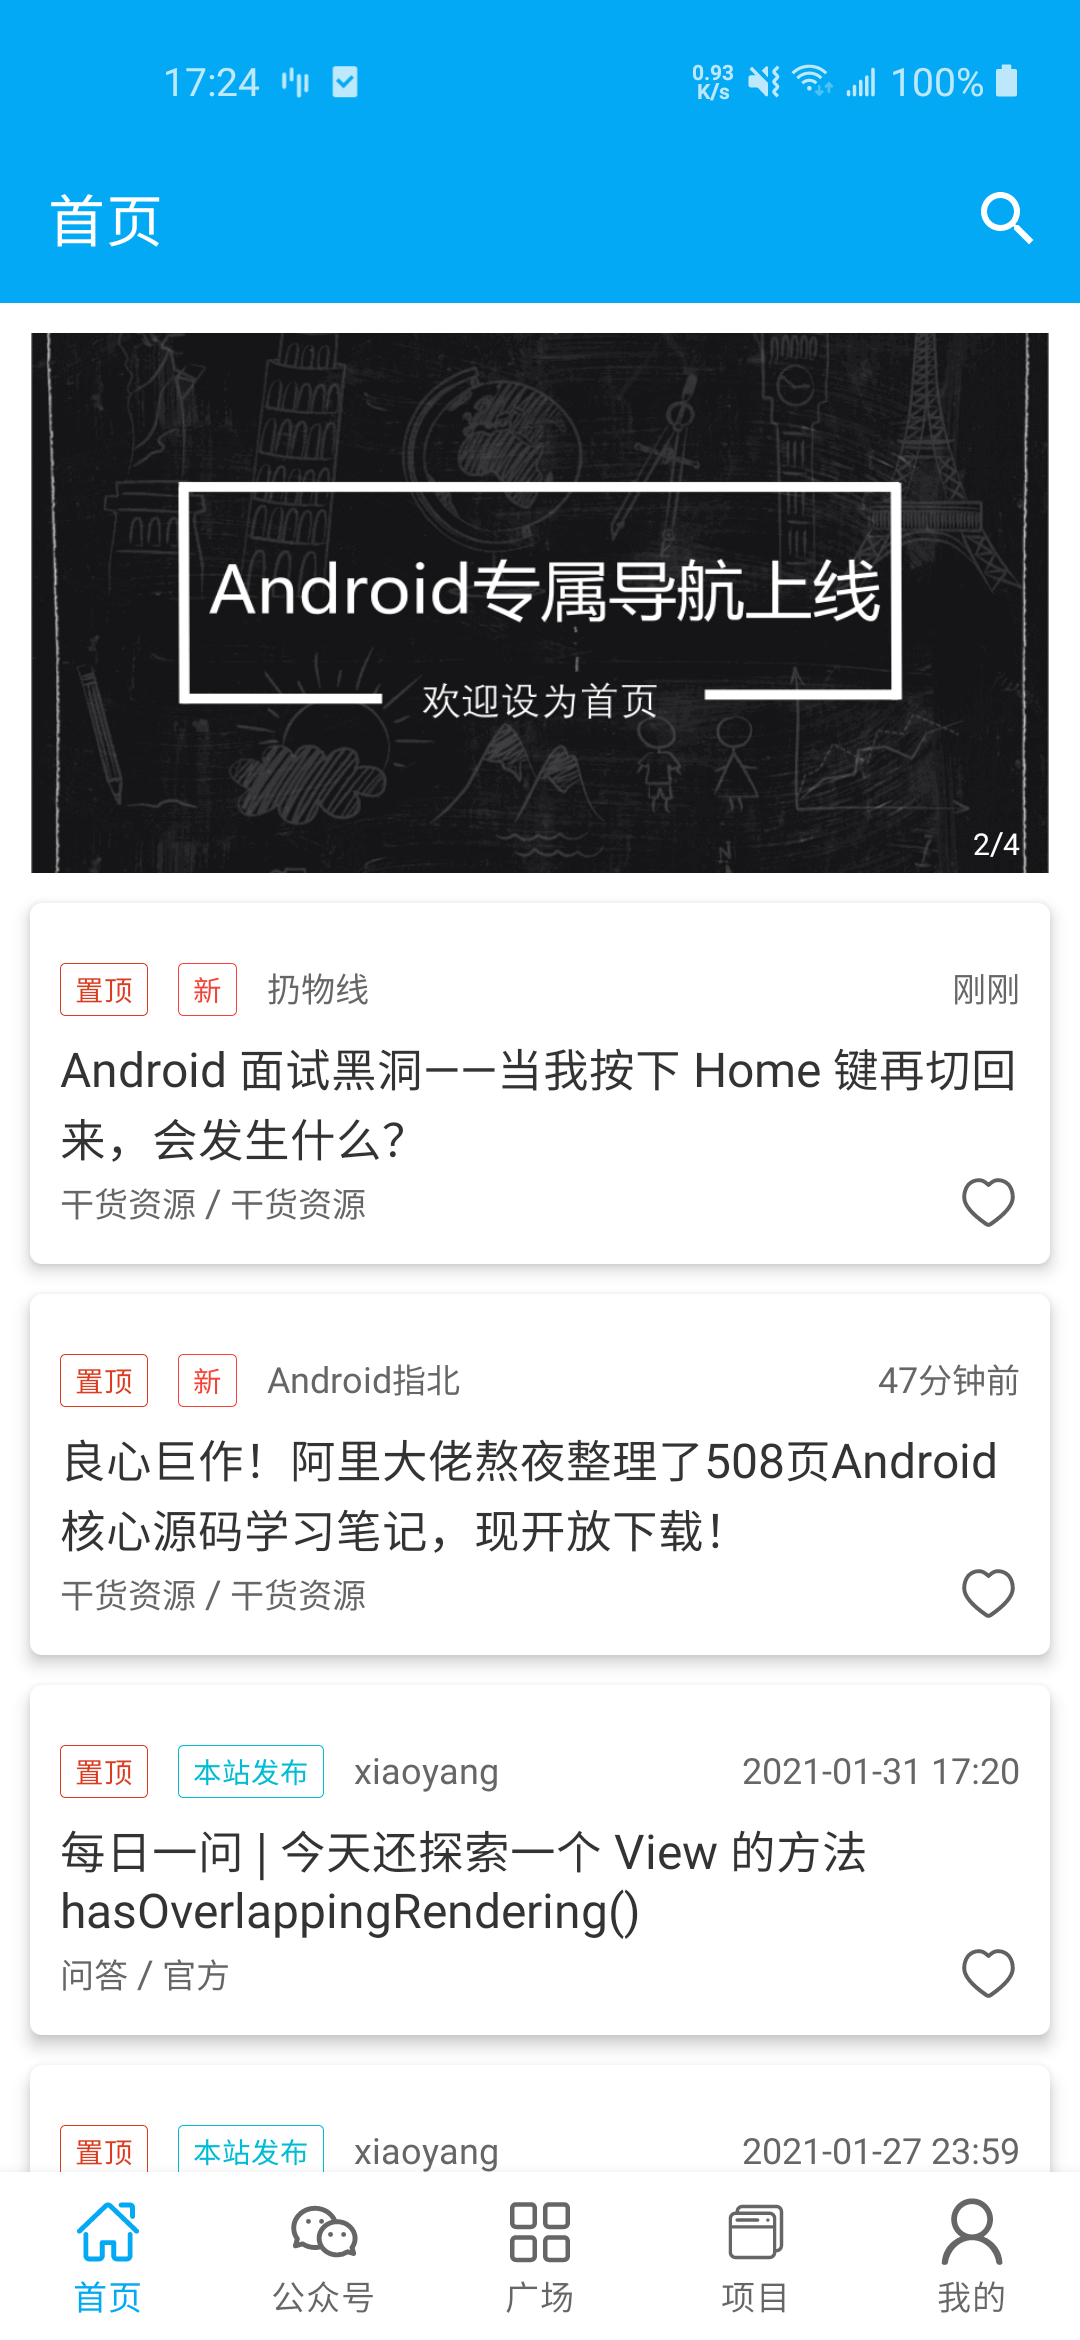 17:24
0.93
K/s
100%
首页
Android专属导航上线
欢迎设为首页
2/4
置顶 新 扔物线 刚刚
Android 面试黑洞——当我按下 Home 键再切回
来，会发生什么？
干货资源 / 干货资源
置顶 新 Android指北 47分钟前
良心巨作！阿里大佬熬夜整理了508页Android
核心源码学习笔记，现开放下载！
干货资源 / 干货资源
置顶 本站发布 xiaoyang 2021-01-31 17:20
每日一问 | 今天还探索一个 View 的方法
hasOverlappingRendering()
问答 / 官方
置顶 本站发布 xiaoyang 2021-01-27 23:59
首页 公众号 广场 项目 我的